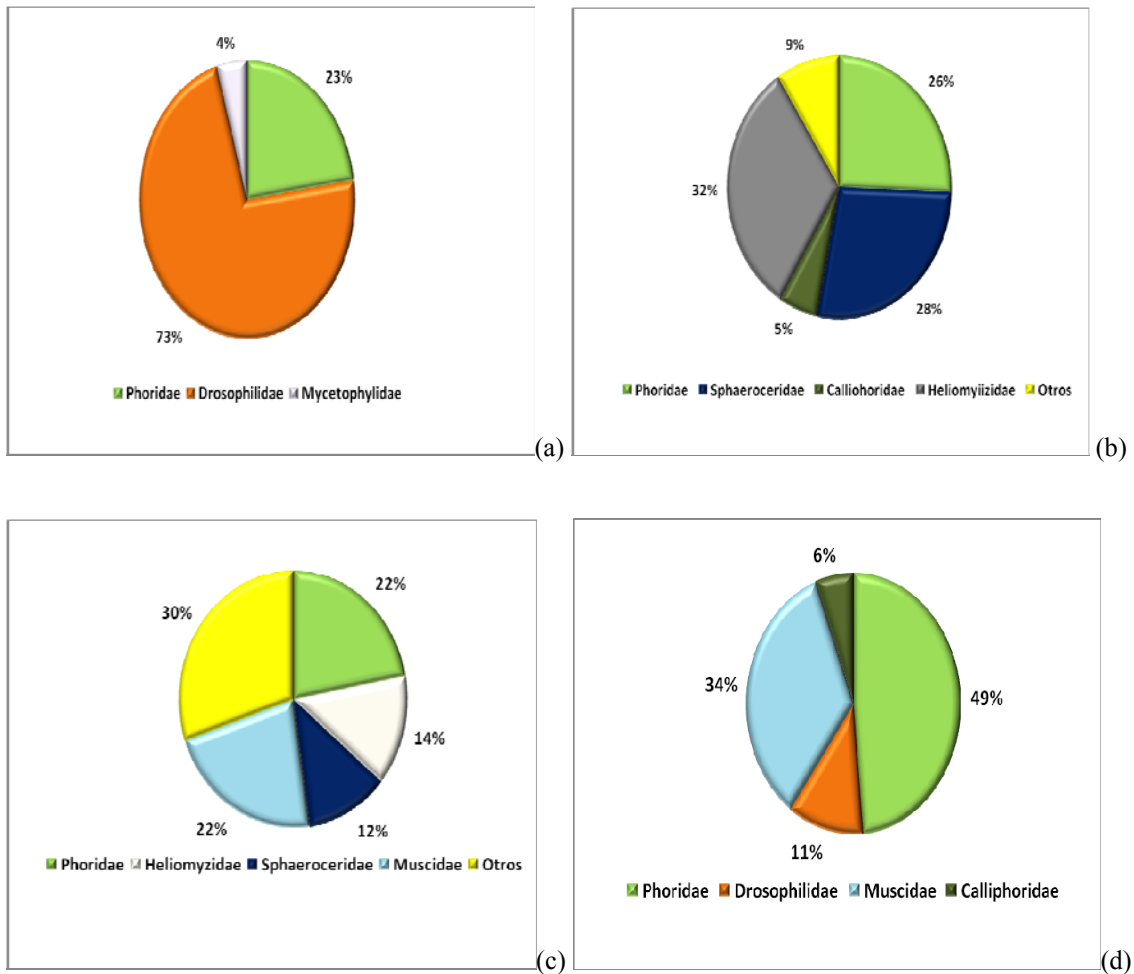 4%
23%
73%
Phoridae Drosophilidae Mycetophylidae
(a)
9%
26%
32%
28%
5%
Phoridae Sphaeroceridae Calliohoridae Heliomyiizidae Otros
(b)
22%
30%
14%
22%
12%
Phoridae Heliomyzidae Sphaeroceridae Muscidae Otros
(c)
6%
34%
49%
11%
Phoridae Drosophilidae Muscidae Calliphoridae
(d)